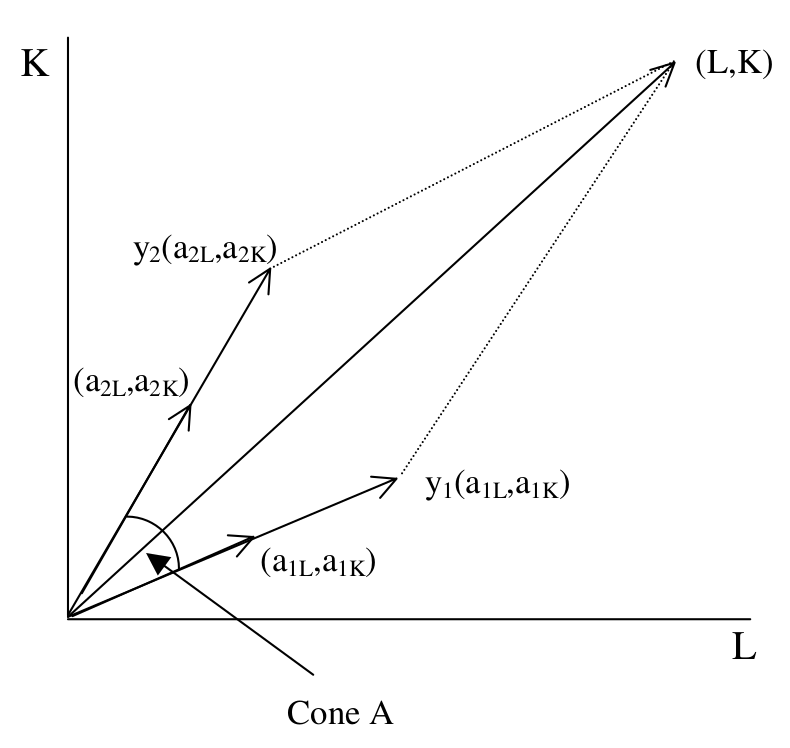 K
(L,K)
y₂(a₂L,a₂K)
(a₂L,a₂K)
y₁(a₁L,a₁K)
(a₁L,a₁K)
L
Cone A